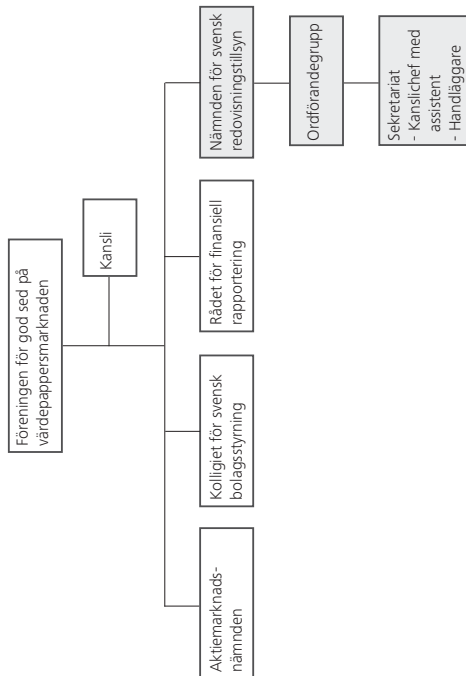 Föreningen för god sed på
värdepappersmarknaden
Kansli
Aktiemarknads-
nämnden
Kolligiet för svensk
bolagsstyrning
Rådet för finansiell
rapportering
Nämnden för svensk
redovisningstillsyn
Ordförandegrupp
Sekretariat
- Kanslichef med
assistent
- Handläggare